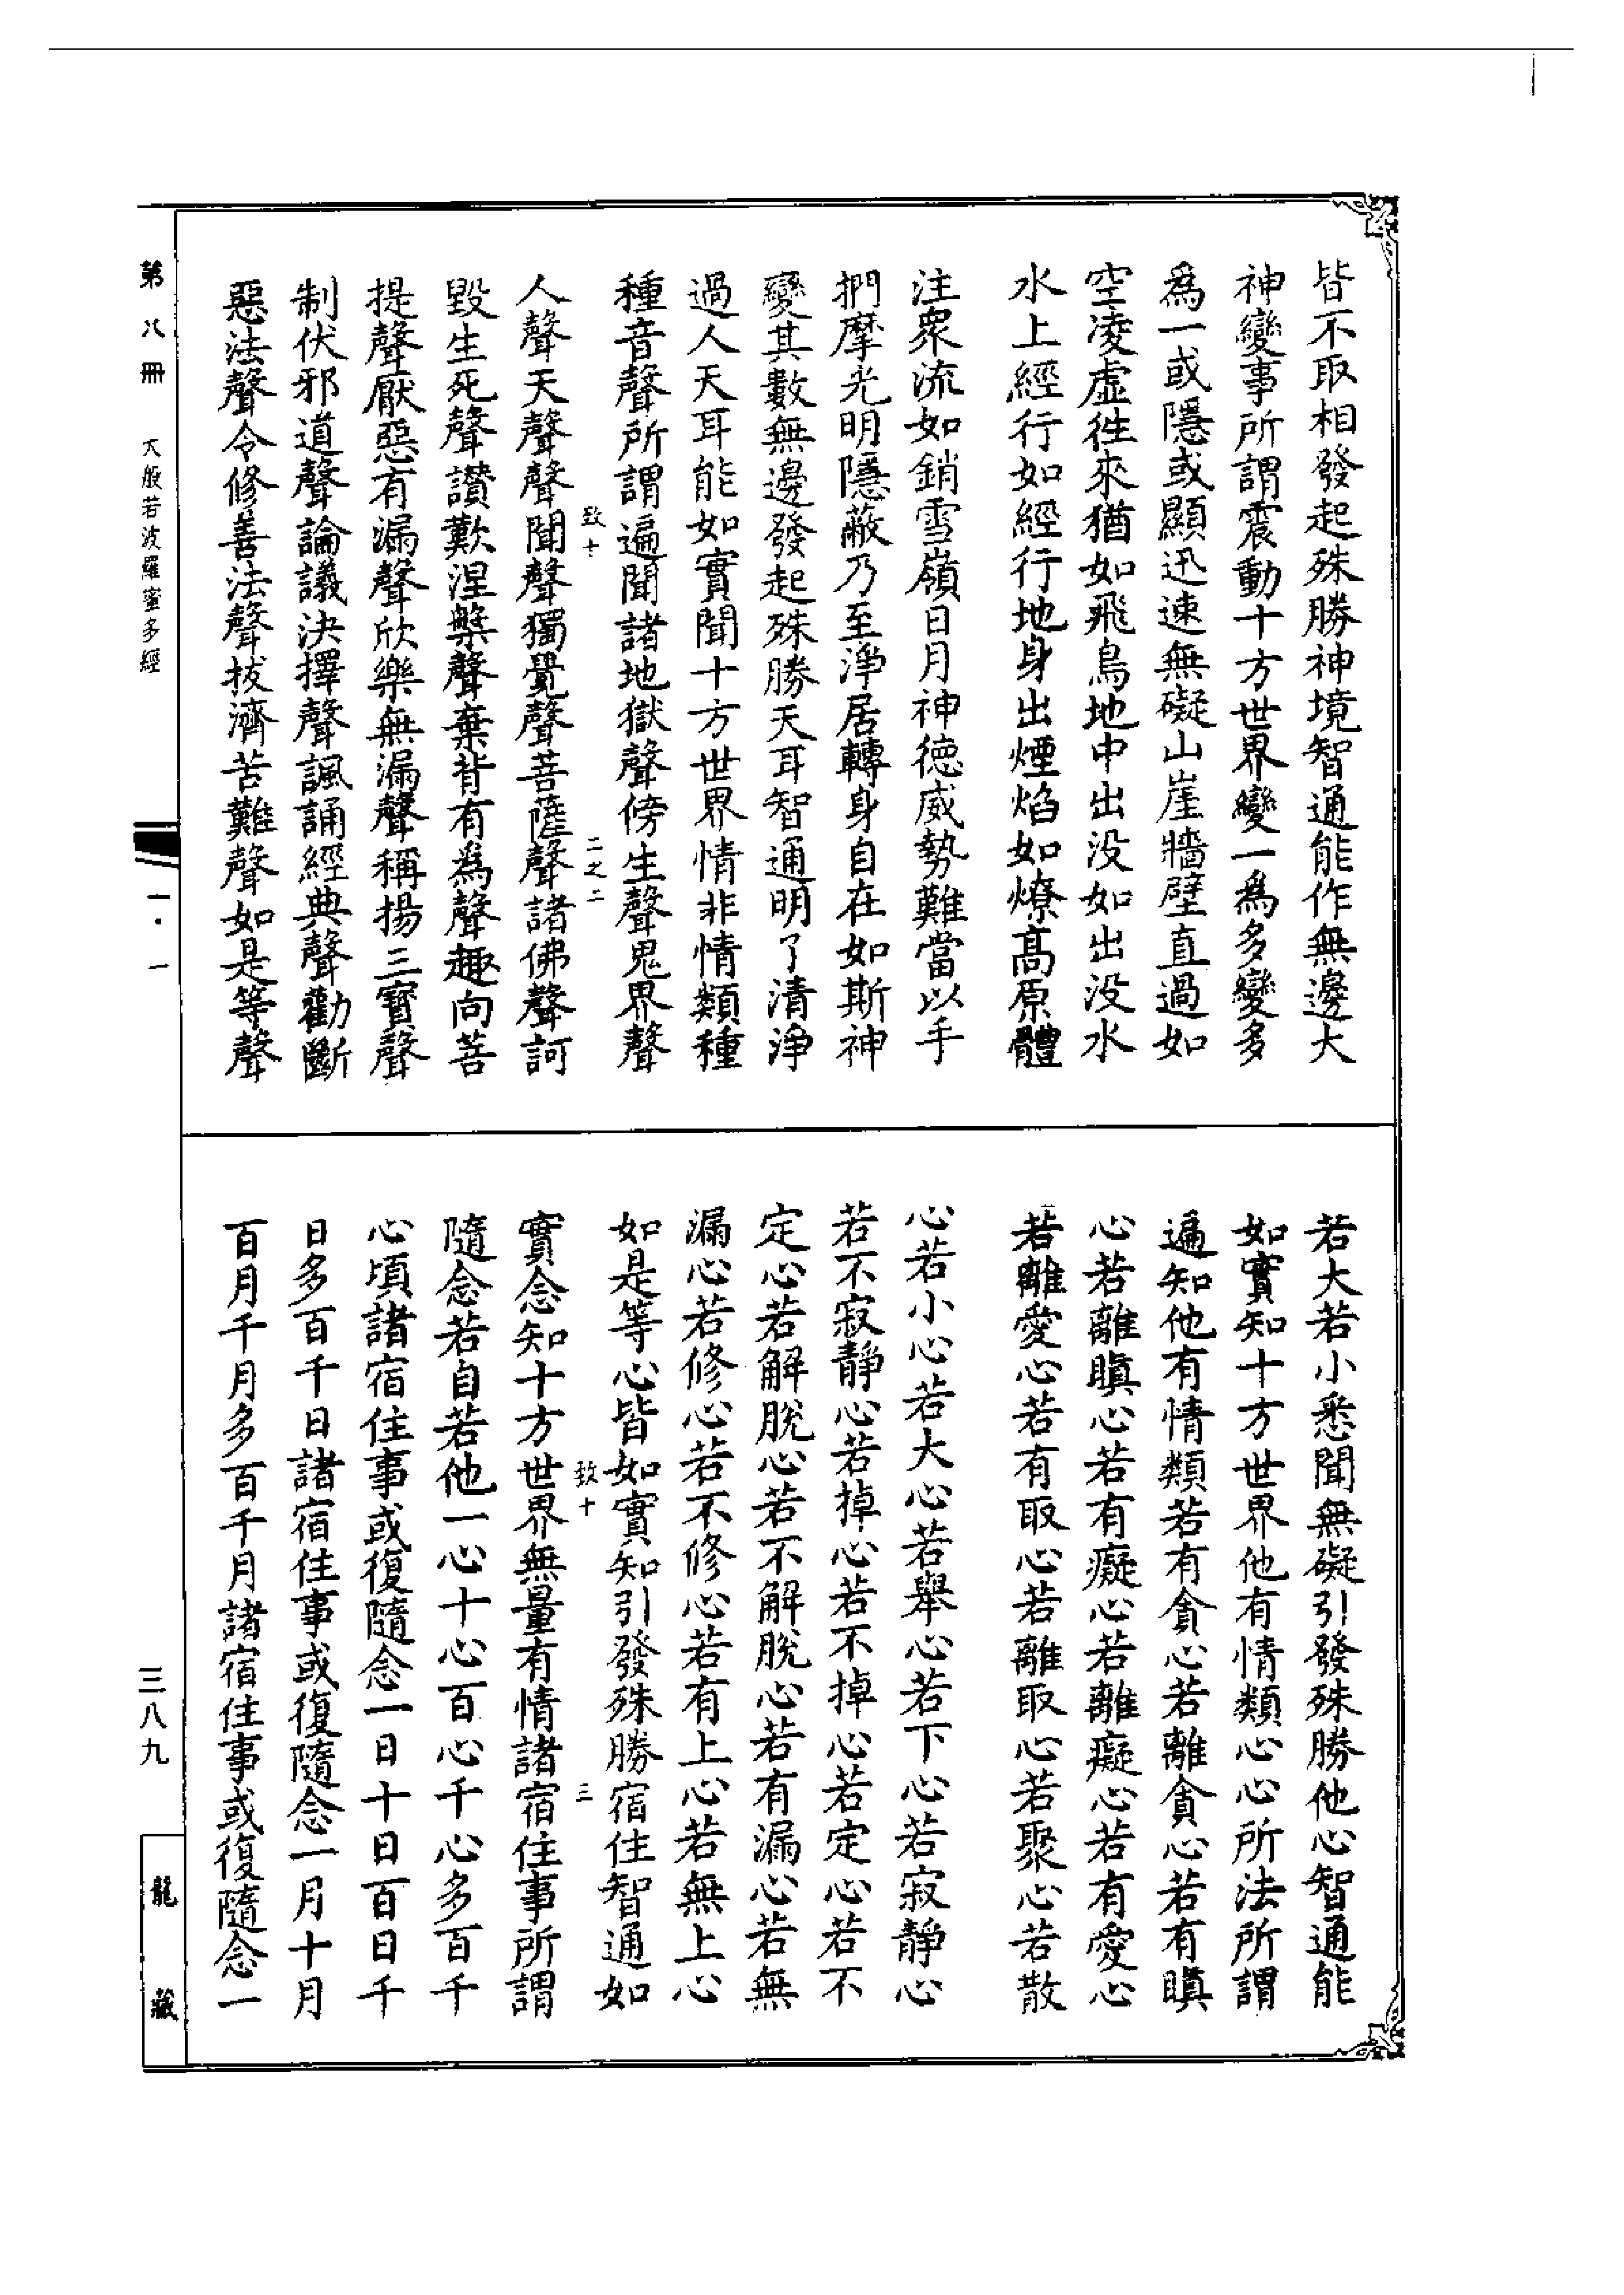 皆不取相發起殊勝神境智通能作無邊大
神變事所謂震動十方世界變一為多變多
為一或隱或顯迅速無礙山崖牆壁直過如
空凌虛徃來猶如飛鳥地中出没如出没水
水上經行如經行地身出煙焰如燎髙原體
注衆流如銷雪嶺日月神德威勢難當以手
捫摩光明隱蔽乃至淨居轉身自在如斯神
變其數無邊發起殊勝天耳智通明了清淨
過人天耳能如實聞十方世界情非情類種
種音聲所謂遍聞諸地獄聲傍生聲鬼界聲
致十 二之二
人聲天聲聲聞聲獨覺聲菩薩聲諸佛聲訶
毀生死聲讃歎涅槃聲棄背有為聲趣向菩
提聲厭惡有漏聲欣樂無漏聲稱揚三寶聲
制伏邪道聲論議決擇聲諷誦經典聲勸斷
惡法聲令修善法聲拔濟苦難聲如是等聲
若大若小悉聞無礙引發殊勝他心智通能
如實知十方世界他有情類心心所法所謂
遍知他有情類若有貪心若離貪心若有瞋
心若離瞋心若有癡心若離癡心若有愛心
若離愛心若有取心若離取心若聚心若散
心若小心若大心若舉心若下心若寂靜心
若不寂靜心若掉心若不掉心若定心若不
定心若解脫心若不解脫心若有漏心若無
漏心若修心若不修心若有上心若無上心
如是等心皆如實知引發殊勝宿住智通如
致十 三
實念知十方世界無量有情諸宿住事所謂
隨念若自若他一心十心百心千心多百千
心頃諸宿住事或復隨念一日十日百日千
日多百千日諸宿住事或復隨念一月十月
百月千月多百千月諸宿住事或復隨念一
第八冊 大般若波羅蜜多經
一·一
三八九
龍藏